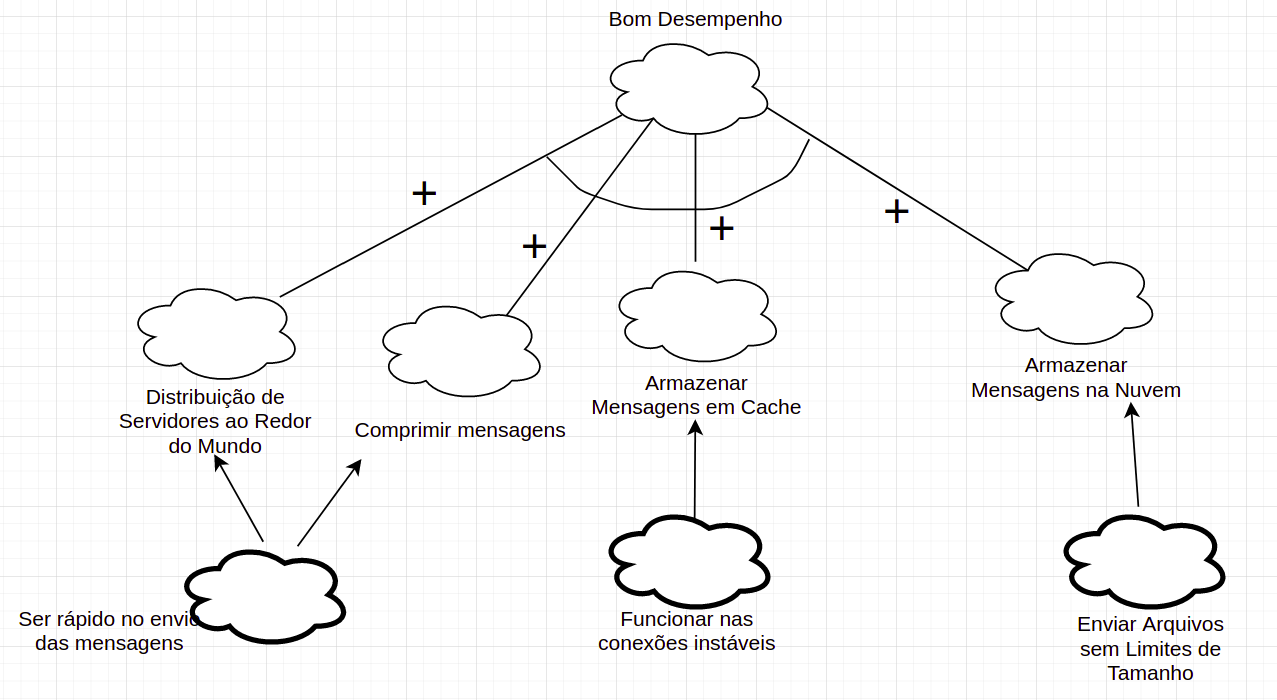 Bom Desempenho
+
+
+
+
Distribuição de
Servidores ao Redor
do Mundo
Comprimir mensagens
Armazenar
Mensagens em Cache
Armazenar
Mensagens na Nuvem
Ser rápido no envio
das mensagens
Funcionar nas
conexões instáveis
Enviar Arquivos
sem Limites de
Tamanho